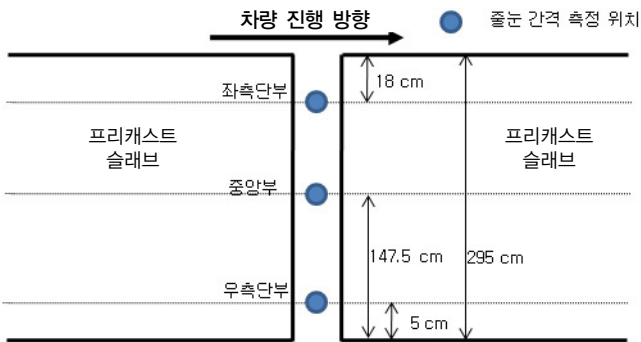 차량 진행 방향
줄눈 간격 측정 위치
18 cm
좌측단부
프리캐스트
슬래브
프리캐스트
슬래브
중앙부
147.5 cm
295 cm
우측단부
5 cm